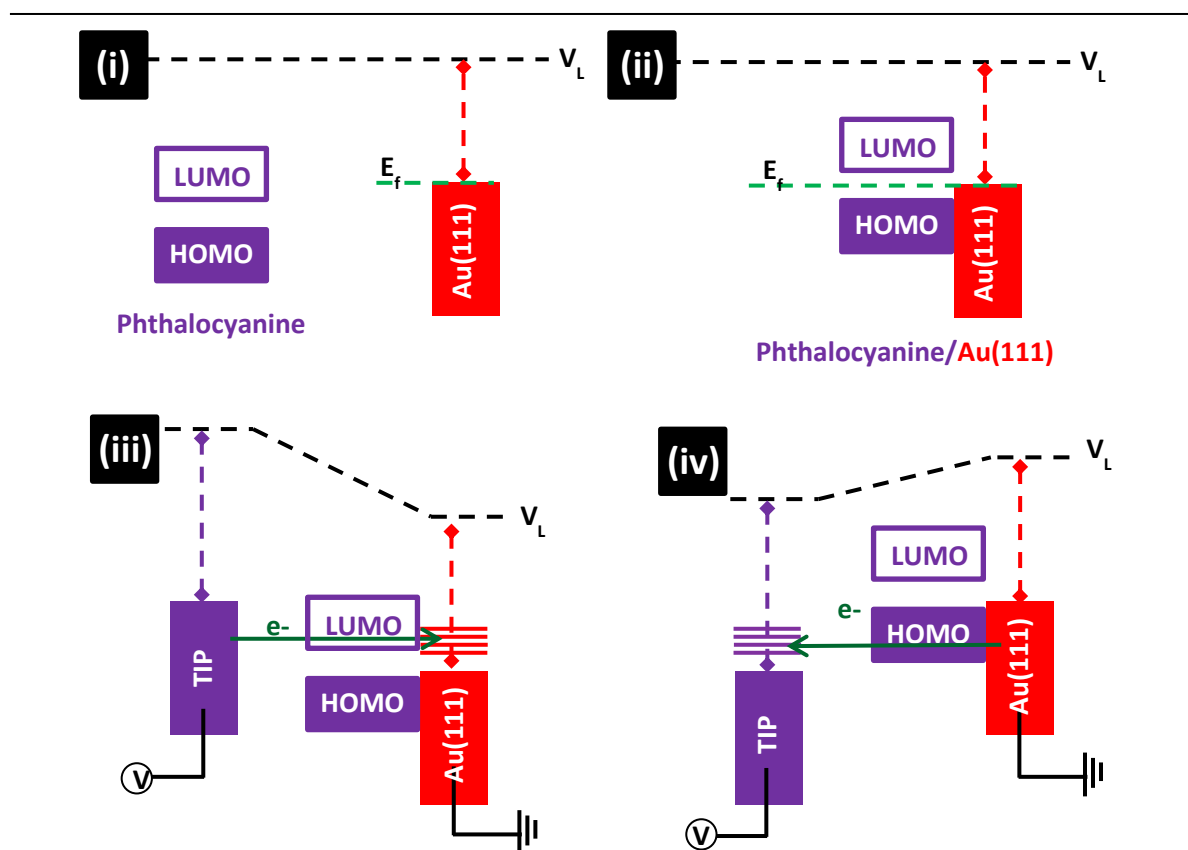 (i)
V_L
LUMO
E_f
HOMO
Au(111)
Phthalocyanine
(ii)
V_L
LUMO
E_f
HOMO
Au(111)
Phthalocyanine/Au(111)
(iii)
V_L
e-
LUMO
TIP
HOMO
Au(111)
V
(iv)
V_L
LUMO
e-
HOMO
Au(111)
TIP
V